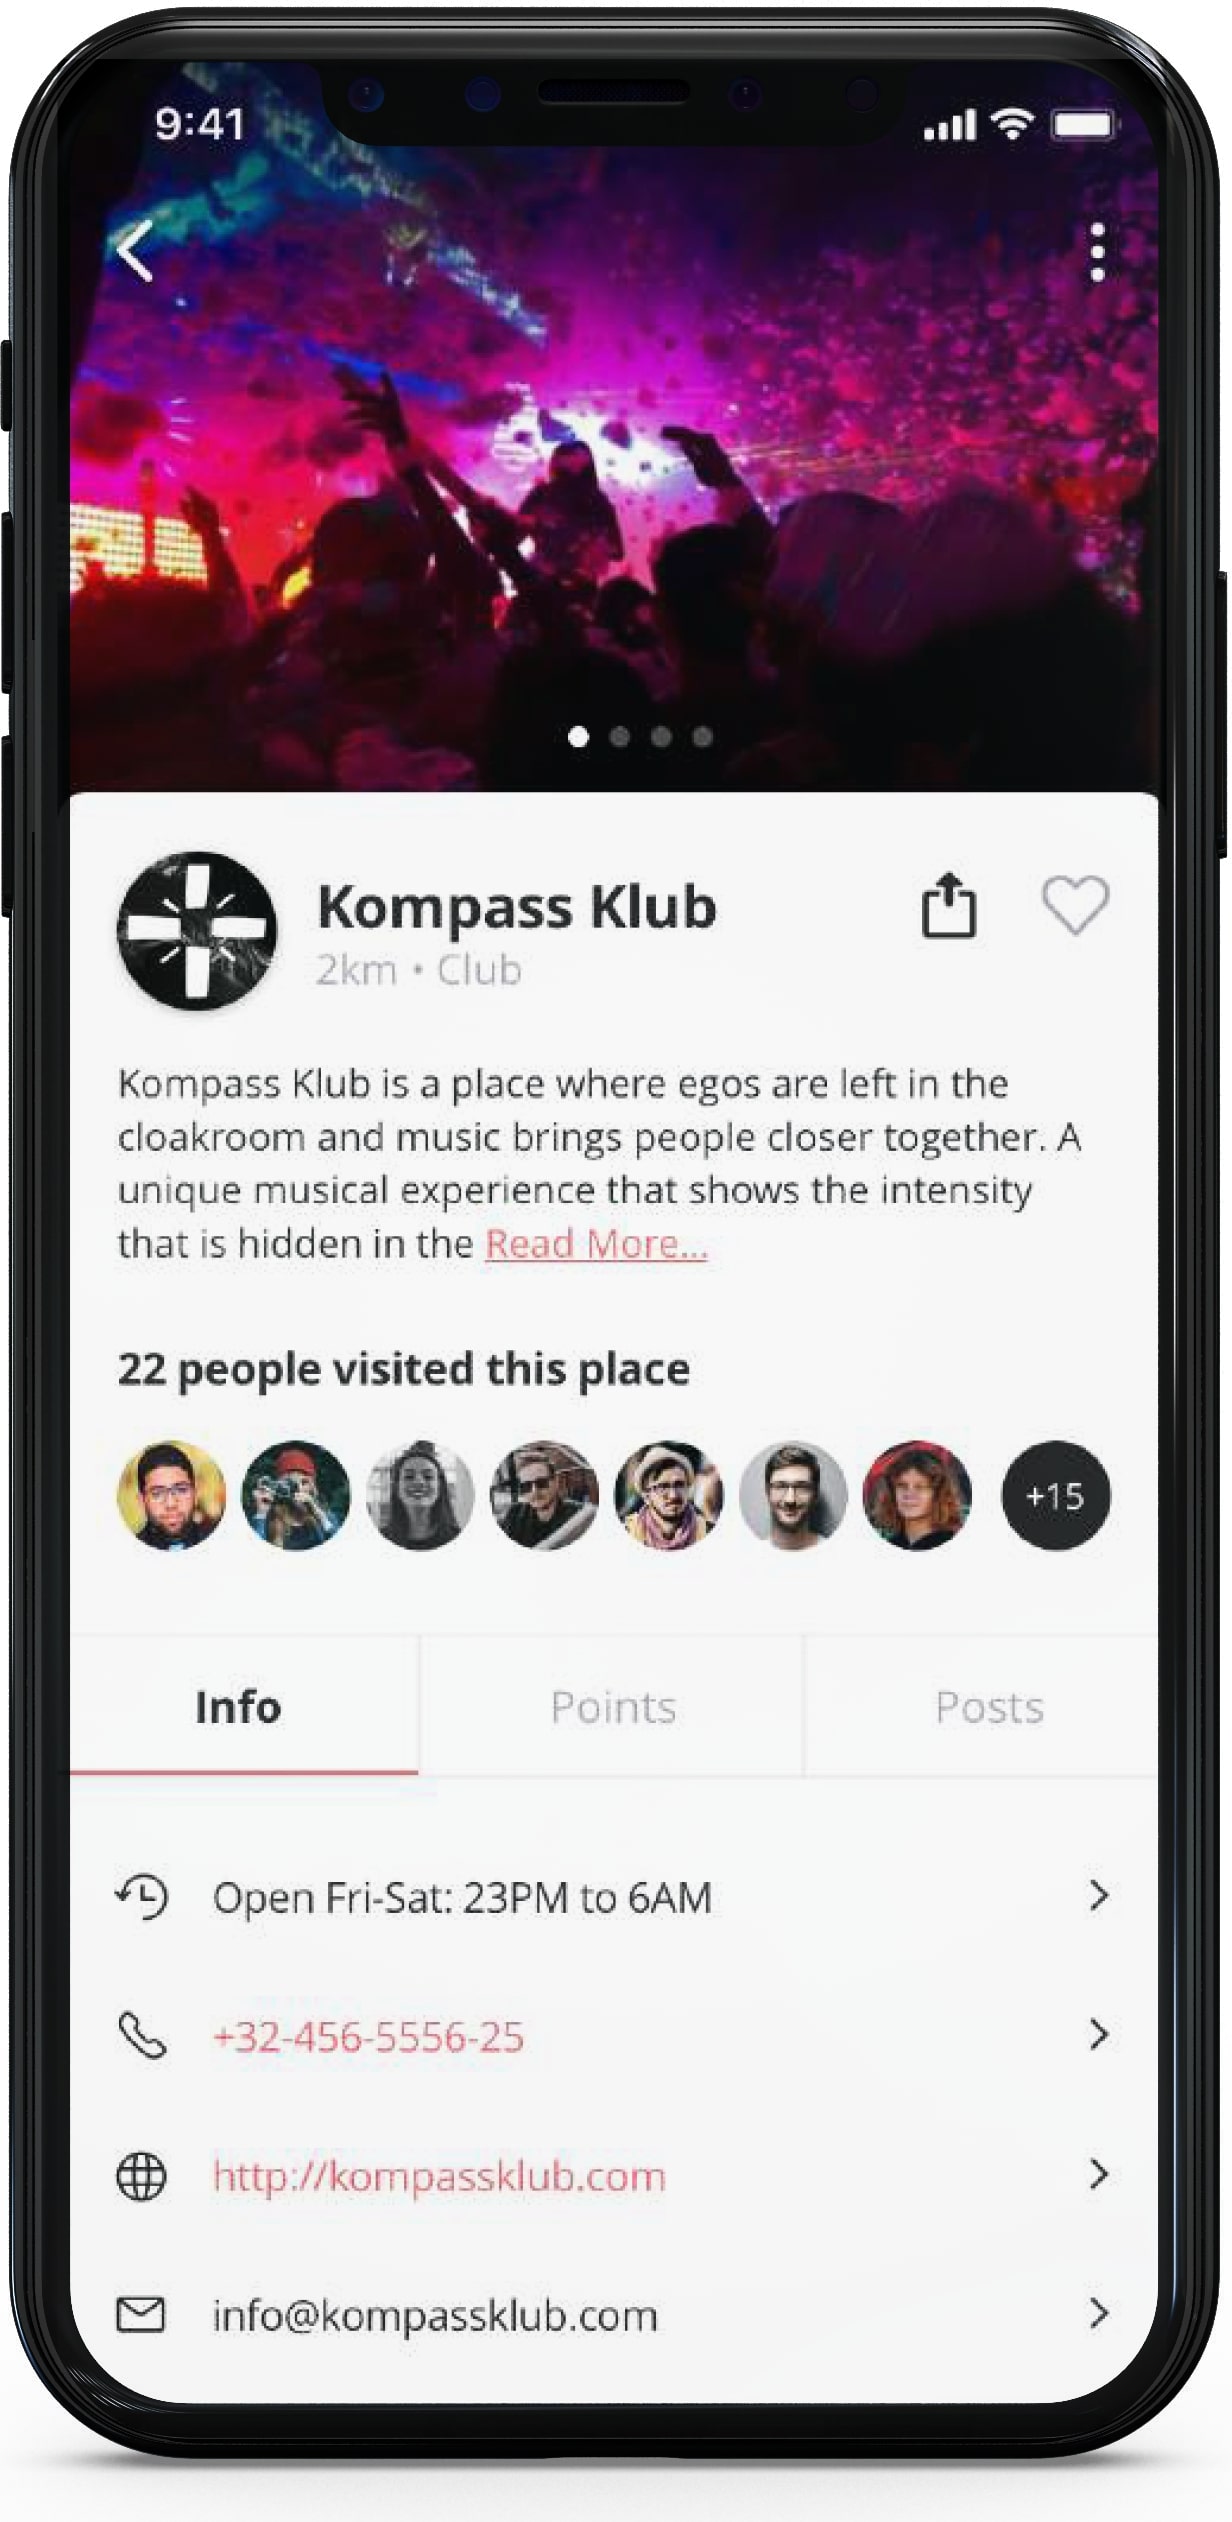 9:41
Kompass Klub
2km • Club
Kompass Klub is a place where egos are left in the
cloakroom and music brings people closer together. A
unique musical experience that shows the intensity
that is hidden in the Read More...
22 people visited this place
+15
Info
Points
Posts
Open Fri-Sat: 23PM to 6AM
+32-456-5556-25
http://kompassklub.com
info@kompassklub.com